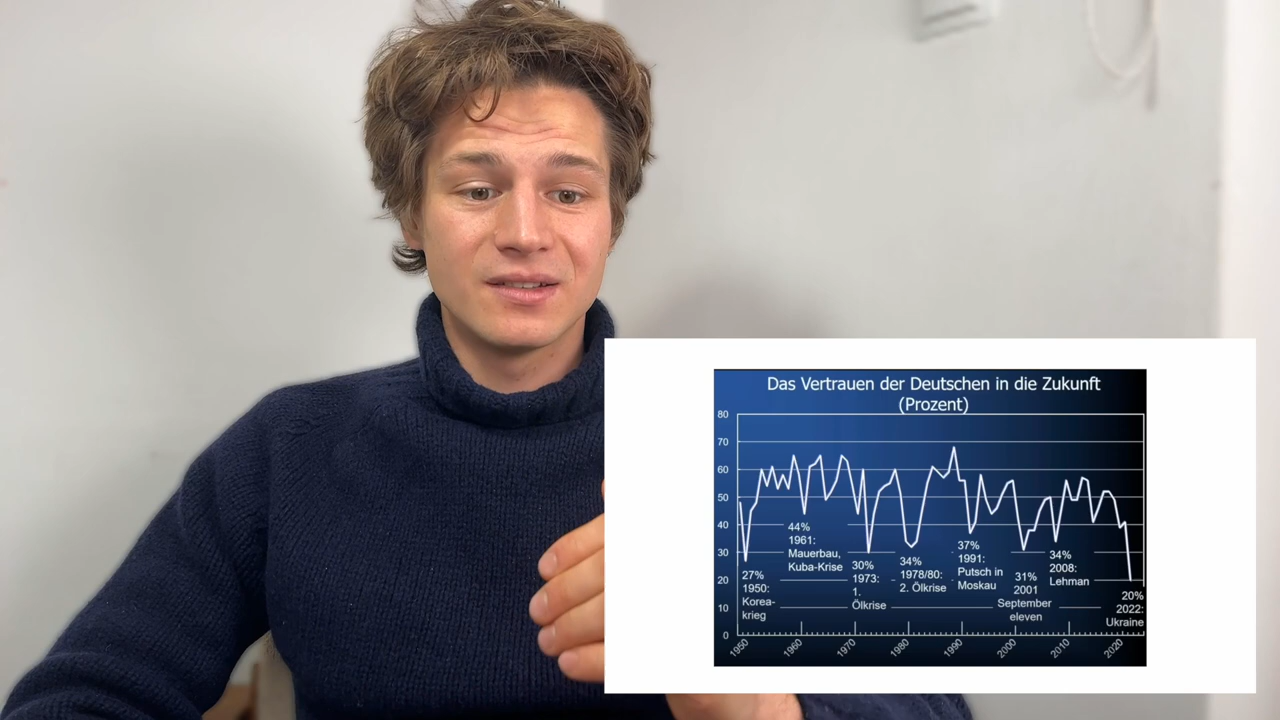 Das Vertrauen der Deutschen in die Zukunft
(Prozent)
80
70
60
50
40
30
20
10
0
27%
1950:
Korea-
krieg
44%
1961:
Mauerbau,
Kuba-Krise
30%
1973:
1.
Ölkrise
34%
1978/80:
2. Ölkrise
37%
1991:
Putsch in
Moskau
31%
2001
September
eleven
34%
2008:
Lehman
20%
2022:
Ukraine
1950
1960
1970
1980
1990
2000
2010
2020